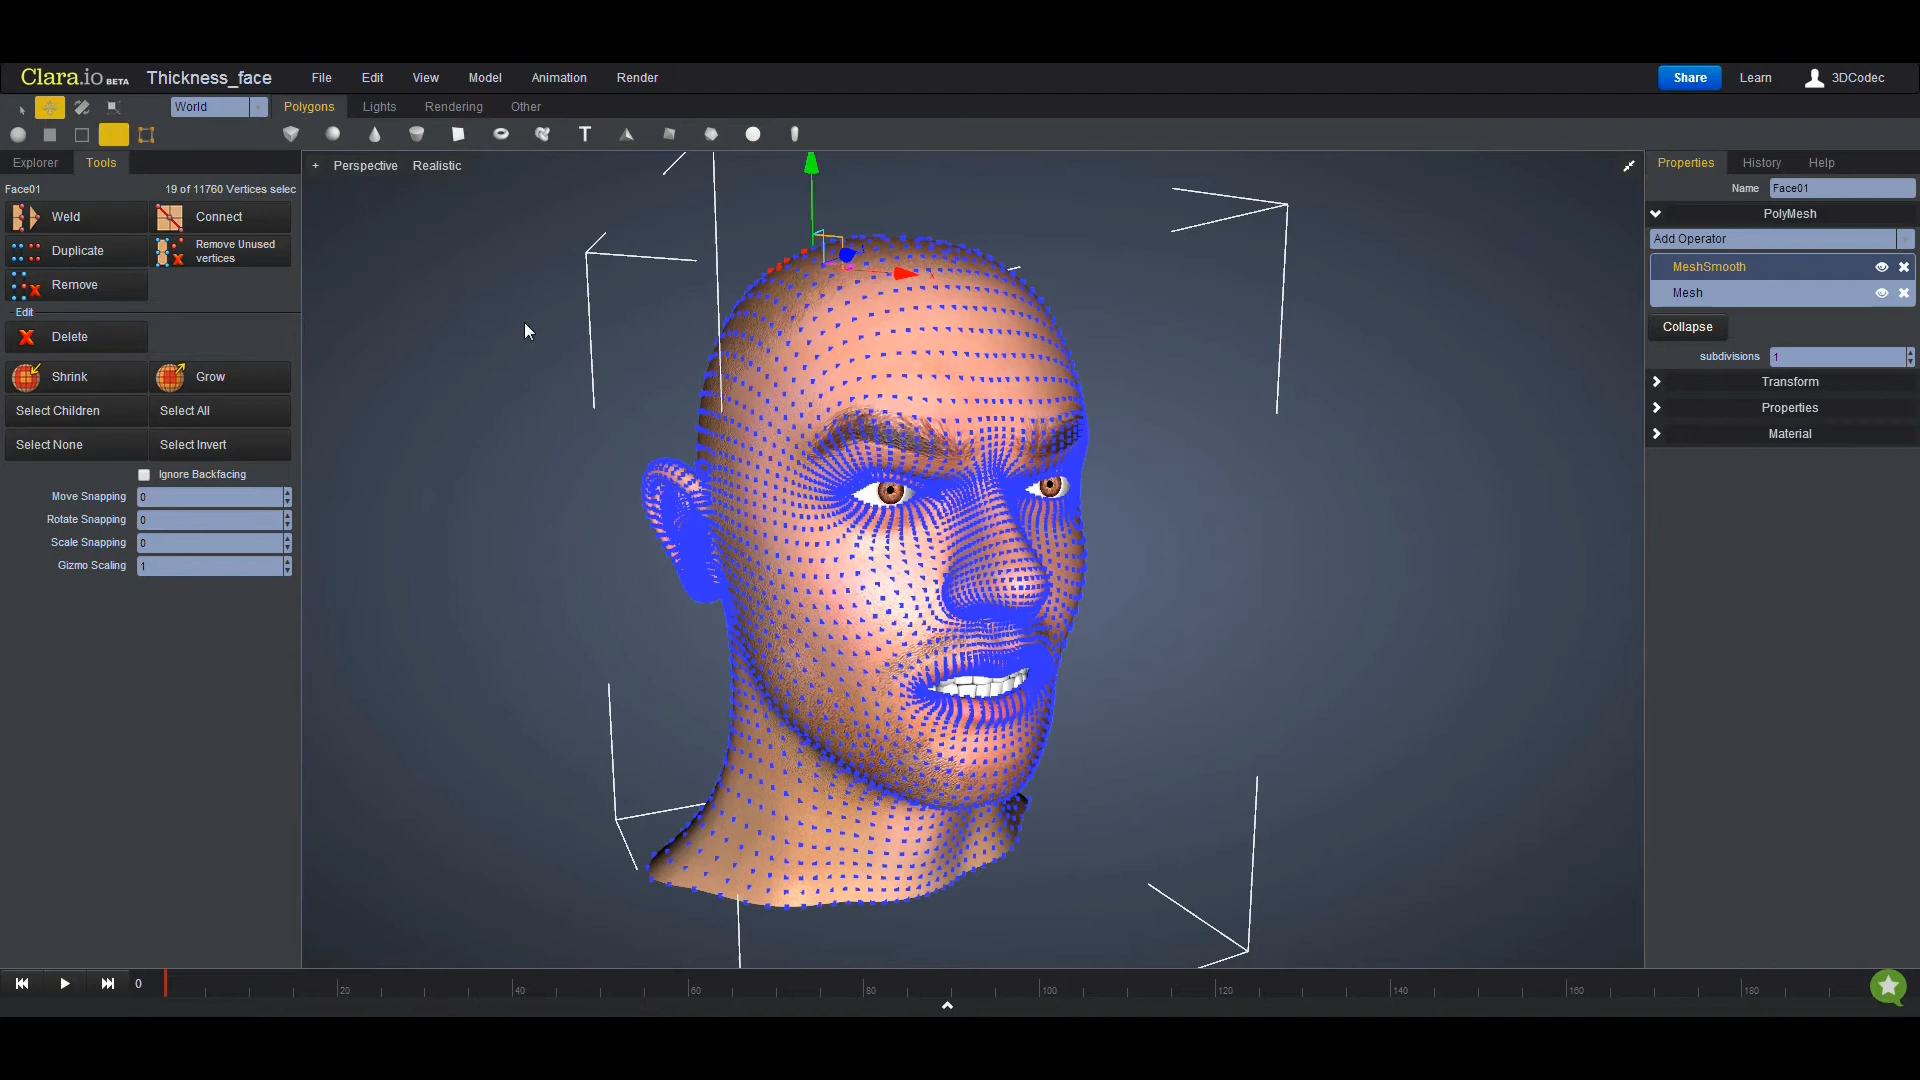 Clara.io BETA Thickness_face File Edit View Model Animation Render Share Learn 3DCodec
World Polygons Lights Rendering Other
T
Explorer Tools + Perspective Realistic Properties History Help
Face01 19 of 11760 Vertices selec Name Face01
Weld Connect PolyMesh
Duplicate Remove Unused vertices Add Operator
Remove MeshSmooth
Edit Mesh
Delete Collapse
subdivisions 1
Shrink Grow Transform
Select Children Select All Properties
Select None Select Invert Material
Ignore Backfacing
Move Snapping 0
Rotate Snapping 0
Scale Snapping 0
Gizmo Scaling 1
0 20 40 60 80 100 120 140 160 180